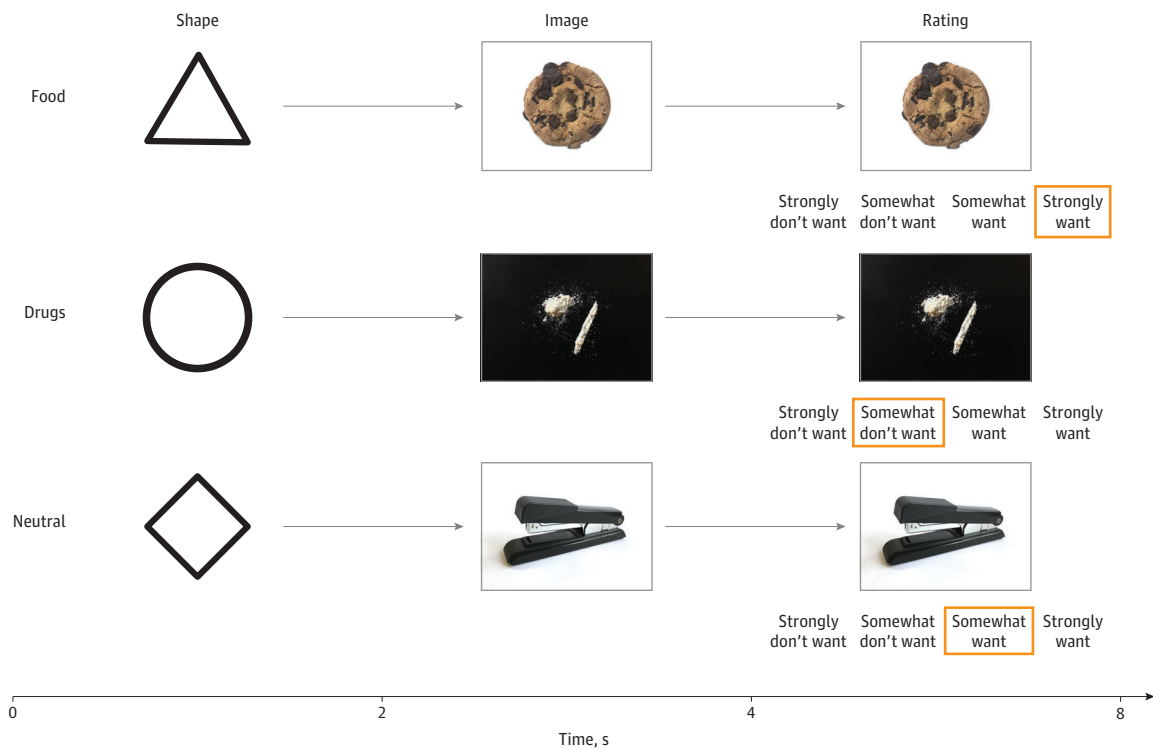 Shape Image Rating
Food
Strongly don't want Somewhat don't want Somewhat want Strongly want
Drugs
Strongly don't want Somewhat don't want Somewhat want Strongly want
Neutral
Strongly don't want Somewhat don't want Somewhat want Strongly want
0 2 4 8
Time, s